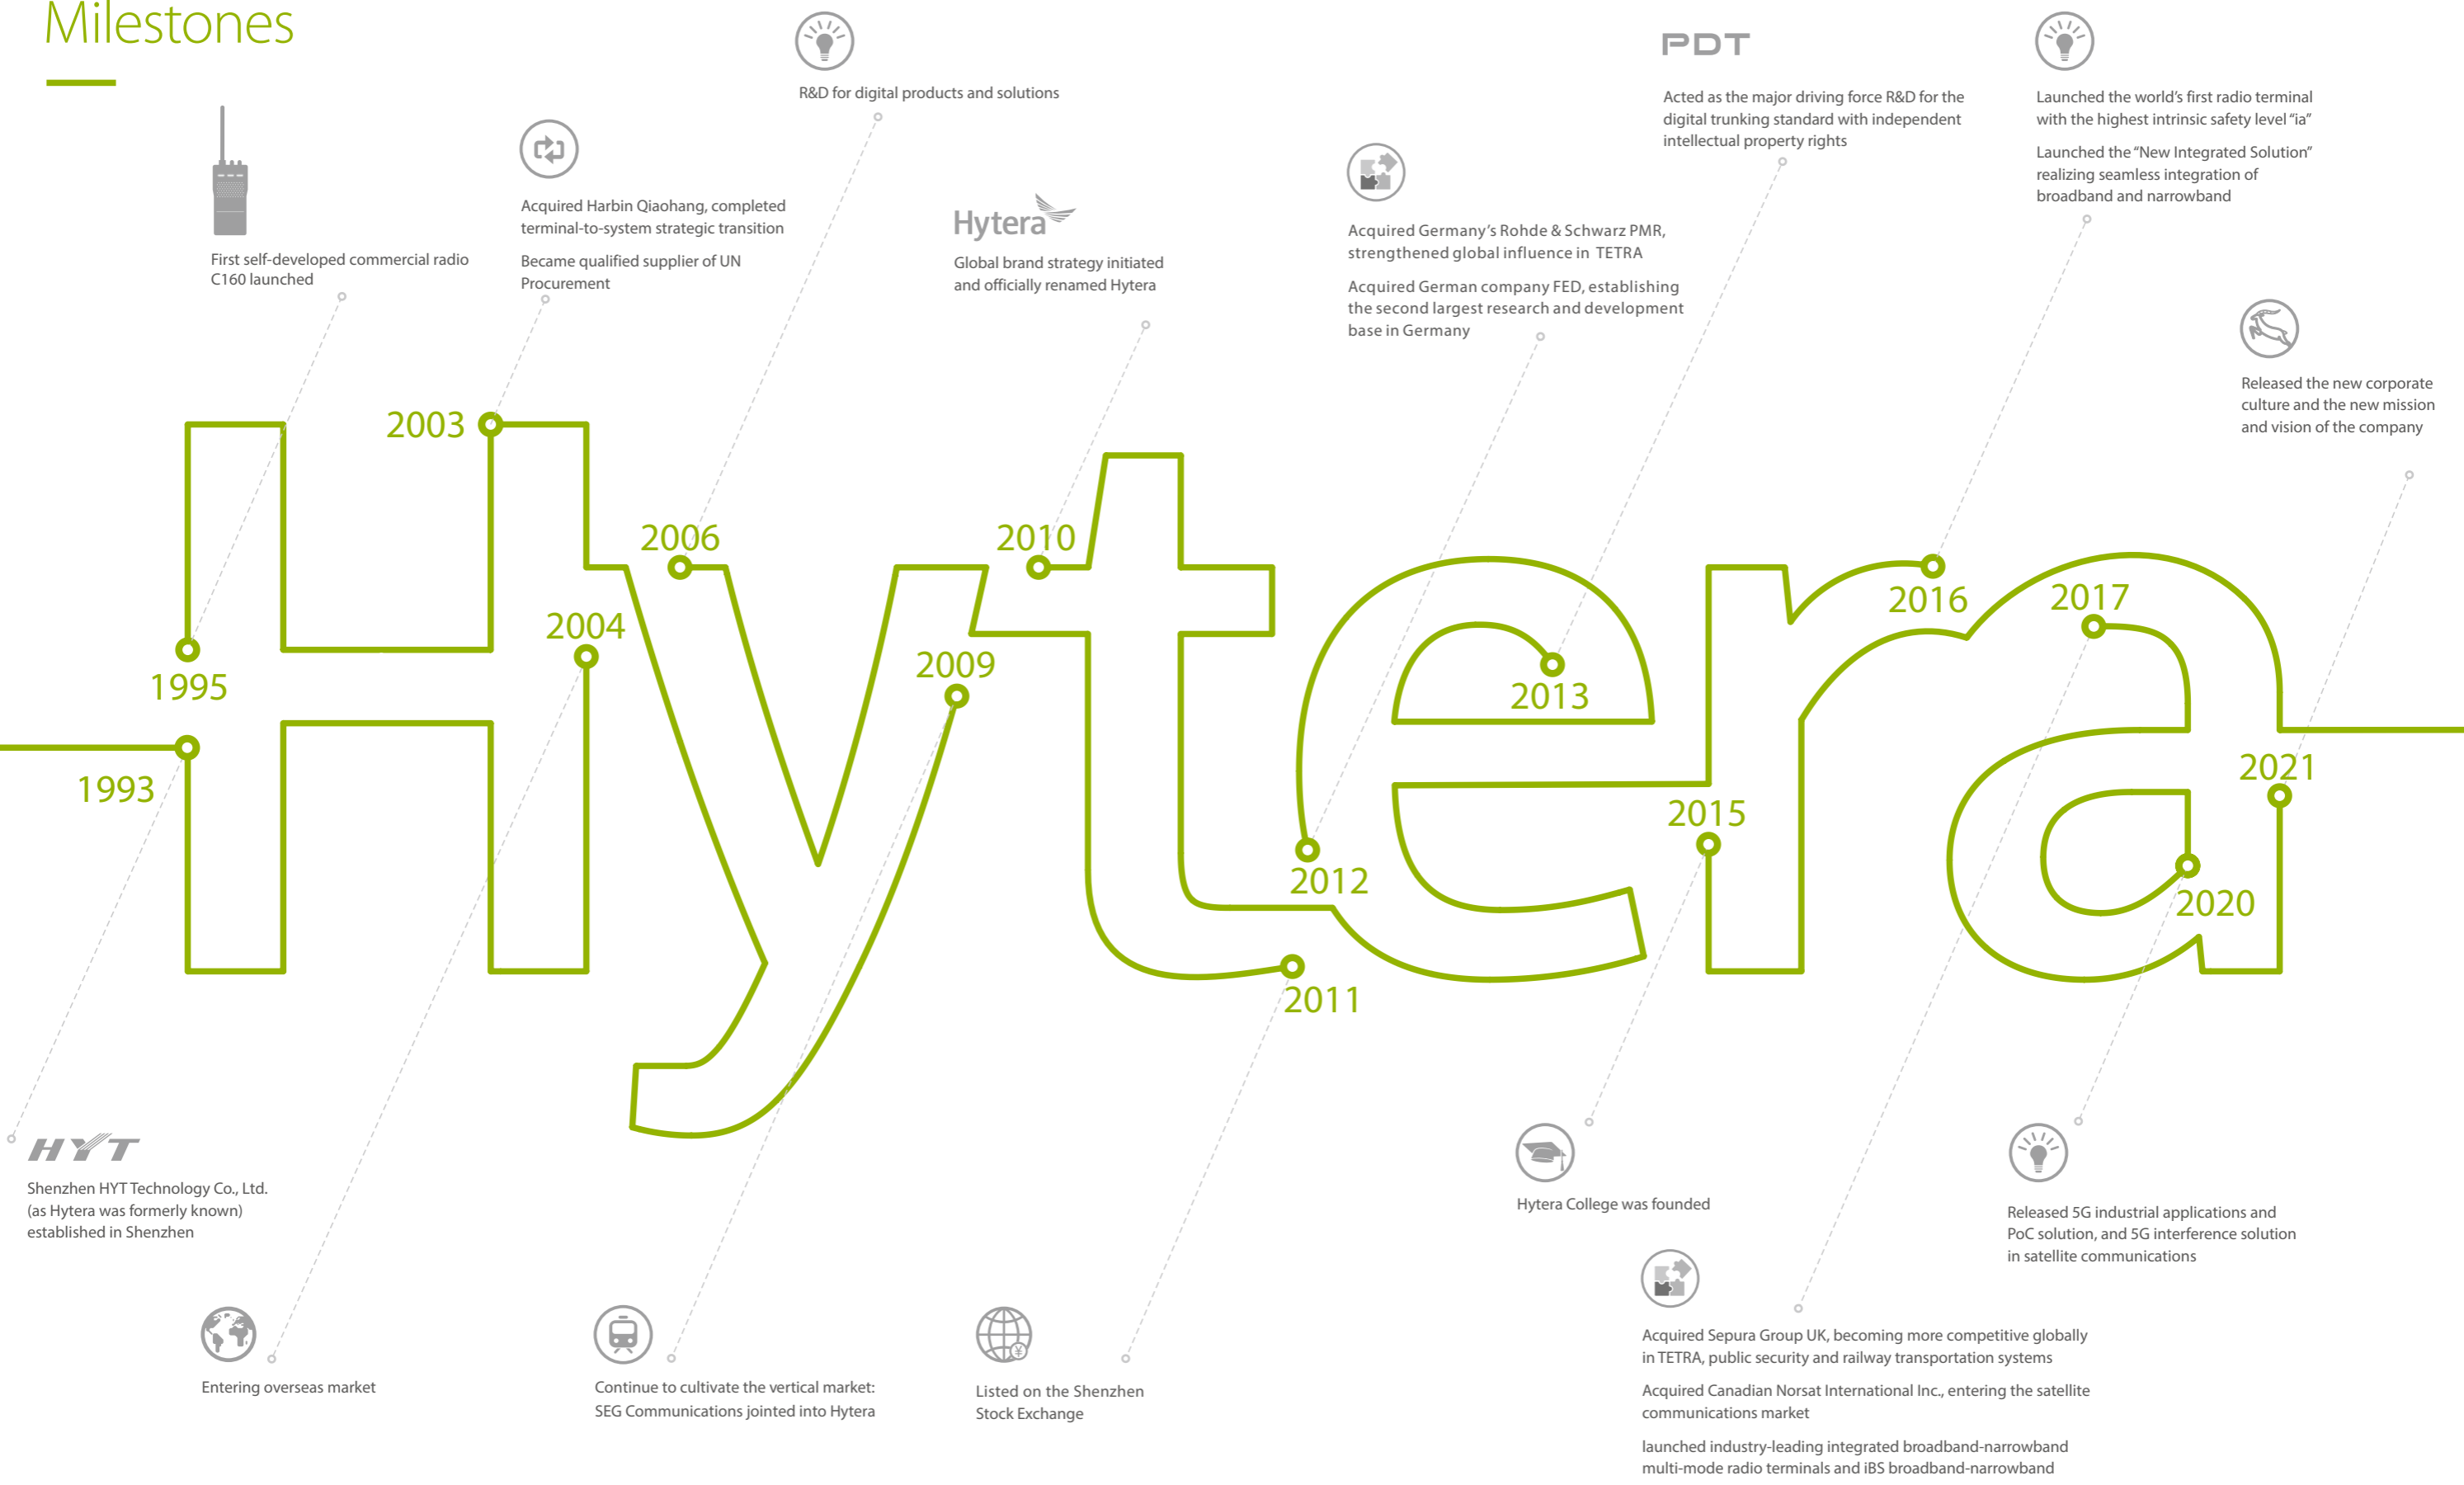 Milestones
R&D for digital products and solutions
PDT
Acted as the major driving force R&D for the
digital trunking standard with independent
intellectual property rights
Launched the world's first radio terminal
with the highest intrinsic safety level "ia"
Launched the "New Integrated Solution"
realizing seamless integration of
broadband and narrowband
First self-developed commercial radio
C160 launched
Acquired Harbin Qiaohang, completed
terminal-to-system strategic transition
Became qualified supplier of UN
Procurement
Hytera
Global brand strategy initiated
and officially renamed Hytera
Acquired Germany's Rohde & Schwarz PMR,
strengthened global influence in TETRA
Acquired German company FED, establishing
the second largest research and development
base in Germany
Released the new corporate
culture and the new mission
and vision of the company
2003
2006
2010
2004
2009
2016
2017
1995
2013
1993
2021
2015
2012
2020
2011
Hytera
HYT
Shenzhen HYT Technology Co., Ltd.
(as Hytera was formerly known)
established in Shenzhen
Entering overseas market
Continue to cultivate the vertical market:
SEG Communications jointed into Hytera
¥
Listed on the Shenzhen
Stock Exchange
Hytera College was founded
Acquired Sepura Group UK, becoming more competitive globally
in TETRA, public security and railway transportation systems
Acquired Canadian Norsat International Inc., entering the satellite
communications market
launched industry-leading integrated broadband-narrowband
multi-mode radio terminals and iBS broadband-narrowband
Released 5G industrial applications and
PoC solution, and 5G interference solution
in satellite communications